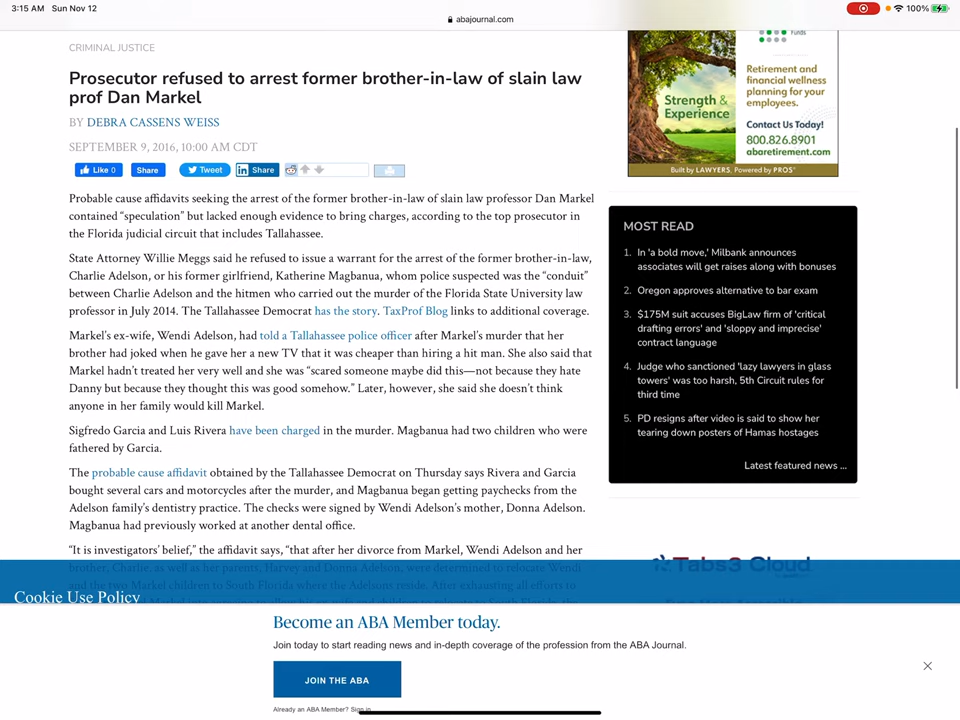 3:15 AM Sun Nov 12
100%
abajournal.com
CRIMINAL JUSTICE
Prosecutor refused to arrest former brother-in-law of slain law
prof Dan Markel
BY DEBRA CASSENS WEISS
SEPTEMBER 9, 2016, 10:00 AM CDT
Like 0
Share
Tweet
Share
Probable cause affidavits seeking the arrest of the former brother-in-law of slain law professor Dan Markel
contained “speculation” but lacked enough evidence to bring charges, according to the top prosecutor in
the Florida judicial circuit that includes Tallahassee.
State Attorney Willie Meggs said he refused to issue a warrant for the arrest of the former brother-in-law,
Charlie Adelson, or his former girlfriend, Katherine Magbanua, whom police suspected was the “conduit”
between Charlie Adelson and the hitmen who carried out the murder of the Florida State University law
professor in July 2014. The Tallahassee Democrat has the story. TaxProf Blog links to additional coverage.
Markel's ex-wife, Wendi Adelson, had told a Tallahassee police officer after Markel's murder that her
brother had joked when he gave her a new TV that it was cheaper than hiring a hit man. She also said that
Markel hadn't treated her very well and she was “scared someone maybe did this—not because they hate
Danny but because they thought this was good somehow.” Later, however, she said she doesn't think
anyone in her family would kill Markel.
Sigfredo Garcia and Luis Rivera have been charged in the murder. Magbanua had two children who were
fathered by Garcia.
The probable cause affidavit obtained by the Tallahassee Democrat on Thursday says Rivera and Garcia
bought several cars and motorcycles after the murder, and Magbanua began getting paychecks from the
Adelson family's dentistry practice. The checks were signed by Wendi Adelson's mother, Donna Adelson.
Magbanua had previously worked at another dental office.
“It is investigators' belief,” the affidavit says, “that after her divorce from Markel, Wendi Adelson and her
brother, Charlie, as well as her parents, Harvey and Donna Adelson, were determined to relocate Wendi
and the two Markel children to South Florida where the Adelsons reside. After exhausting all efforts to
Funds
Strength &
Experience
Retirement and
financial wellness
planning for your
employees.
Contact Us Today!
800.826.8901
abaretirement.com
Built by LAWYERS, Powered by PROS®
MOST READ
1. In 'a bold move,' Milbank announces
associates will get raises along with bonuses
2. Oregon approves alternative to bar exam
3. $175M suit accuses BigLaw firm of 'critical
drafting errors' and 'sloppy and imprecise'
contract language
4. Judge who sanctioned 'lazy lawyers in glass
towers' was too harsh, 5th Circuit rules for
third time
5. PD resigns after video is said to show her
tearing down posters of Hamas hostages
Latest featured news ...
Tabs3 Cloud
Cookie Use Policy
Become an ABA Member today.
Join today to start reading news and in-depth coverage of the profession from the ABA Journal.
JOIN THE ABA
Already an ABA Member? Sign in